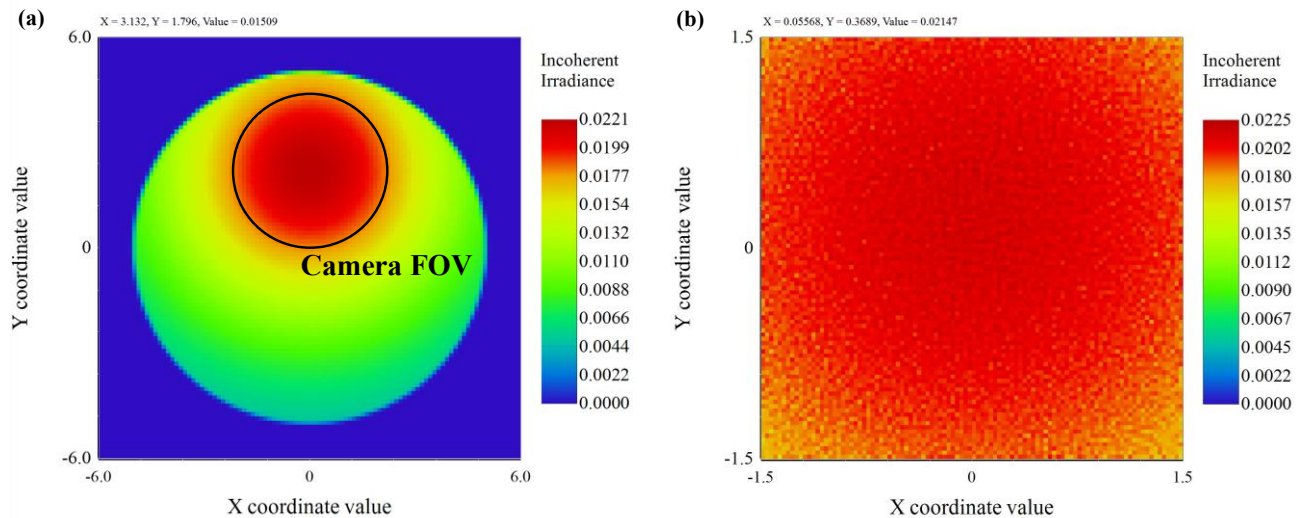 (a)
X = 3.132, Y = 1.796, Value = 0.01509
6.0
0
-6.0
Y coordinate value
Camera FOV
-6.0
0
6.0
X coordinate value
Incoherent
Irradiance
0.0221
0.0199
0.0177
0.0154
0.0132
0.0110
0.0088
0.0066
0.0044
0.0022
0.0000
(b)
X = 0.05568, Y = 0.3689, Value = 0.02147
1.5
0
-1.5
Y coordinate value
-1.5
0
1.5
X coordinate value
Incoherent
Irradiance
0.0225
0.0202
0.0180
0.0157
0.0135
0.0112
0.0090
0.0067
0.0045
0.0022
0.0000